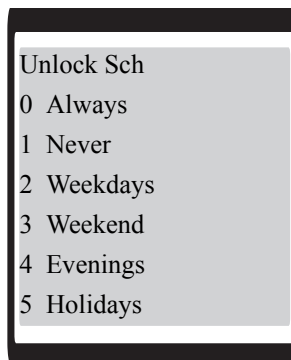 Unlock Sch
0 Always
1 Never
2 Weekdays
3 Weekend
4 Evenings
5 Holidays